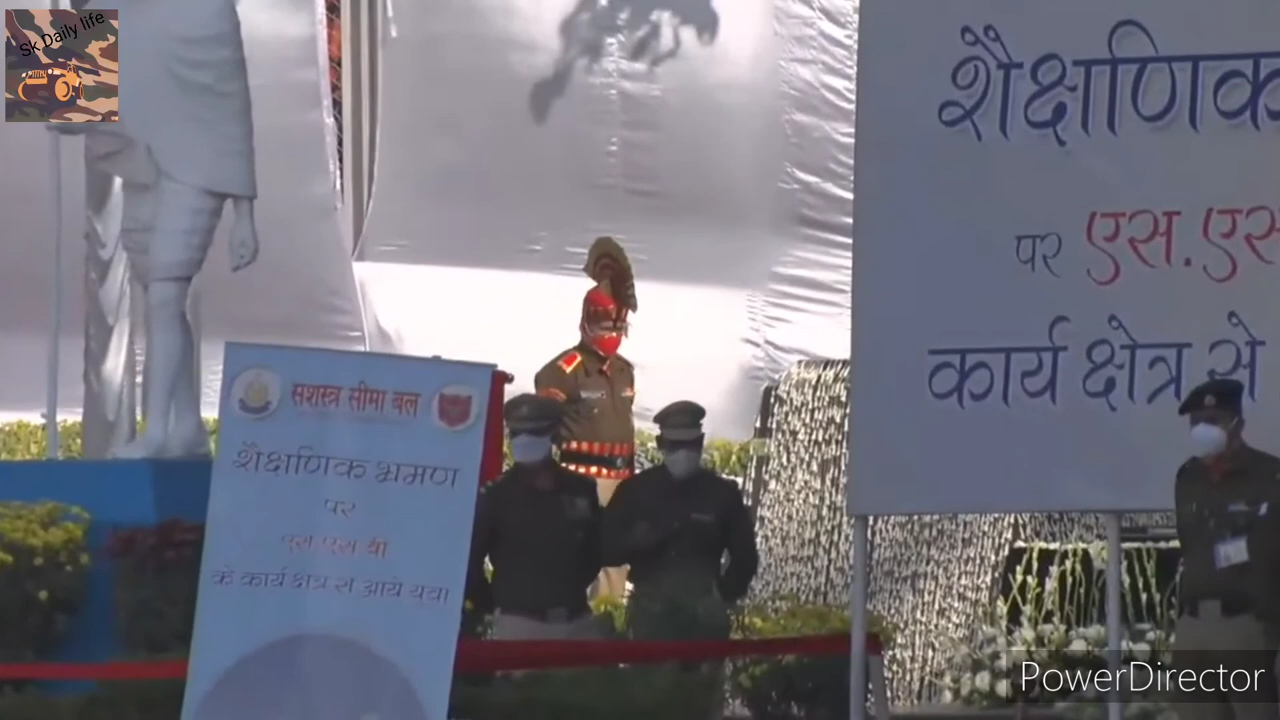 Sk Daily life
शैक्षणिक
पर एस.एस
कार्य क्षेत्र से
सशस्त्र सीमा बल
शैक्षणिक भ्रमण
पर
एस एस बी
के कार्य क्षेत्र से आये युवा
PowerDirector